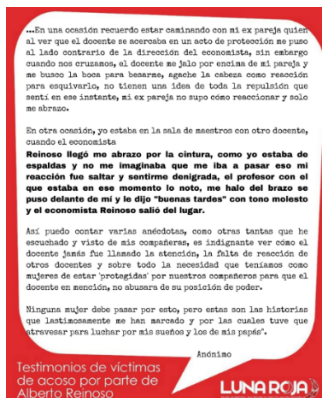 ...En una ocasión recuerdo estar caminando con mi ex pareja quien
al ver que el docente se acercaba en un acto de protección me puso
al lado contrario de la dirección del economista, sin embargo
cuando nos cruzamos, el docente me jalo por encima de mi pareja y
me busco la boca para besarme, agache la cabeza como reacción
para esquivarlo, no tienen una idea de toda la repulsión que
sentí en ese instante, mi ex pareja no supo cómo reaccionar y solo
me abrazo.
En otra ocasión, yo estaba en la sala de maestros con otro docente,
cuando el economista
Reinoso llegó me abrazo por la cintura, como yo estaba de
espaldas y no me imaginaba que me iba a pasar eso mi
reacción fue saltar y sentirme denigrada, el profesor con el
que estaba en ese momento lo noto, me halo del brazo se
puso delante de mí y le dijo "buenas tardes" con tono molesto
y el economista Reinoso salió del lugar.
Así puedo contar varias anécdotas, como otras tantas que he
escuchado y visto de mis compañeras, es indignante ver cómo el
docente jamás fue llamado la atención, la falta de reacción de
otros docentes y sobre todo la necesidad que teníamos como
mujeres de estar 'protegidas' por nuestros compañeros para que el
docente en mención, no abusara de su posición de poder.
Ninguna mujer debe pasar por esto, pero estas son las historias
que lastimosamente me han marcado y por las cuales tuve que
atravesar para luchar por mis sueños y los de mis papás".
Anónimo
Testimonios de víctimas
de acoso por parte de
Alberto Reinoso
LUNA ROJA